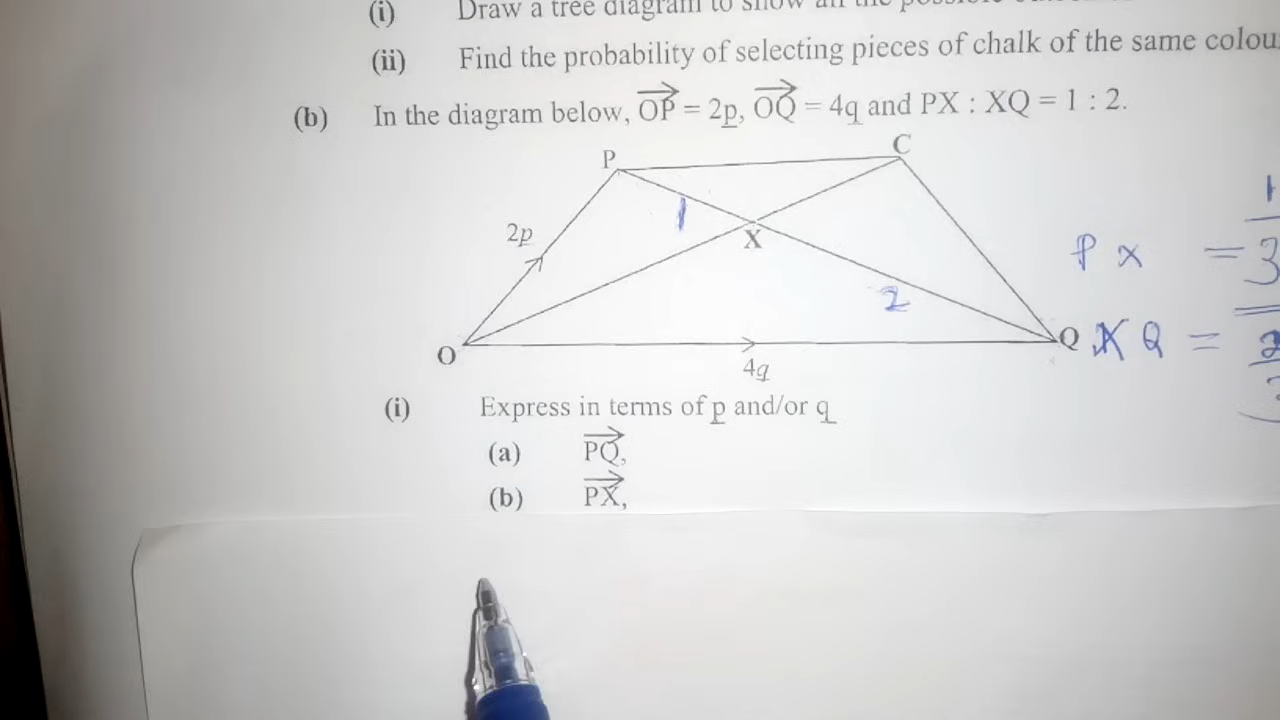 (i) Draw a tree diagram to show all the possible
(ii) Find the probability of selecting pieces of chalk of the same colou
(b) In the diagram below, OP = 2p, OQ = 4q and PX : XQ = 1 : 2.
P
C
1
2p
X
2
O
Q
4q
PX = 1/3
XQ = 2
(i) Express in terms of p and/or q
(a) PQ,
(b) PX,